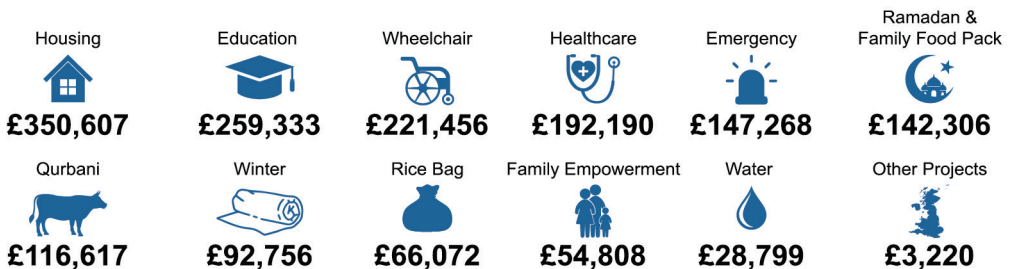 Ramadan &
Housing Education Wheelchair Healthcare Emergency Family Food Pack
£350,607 £259,333 £221,456 £192,190 £147,268 £142,306
Qurbani Winter Rice Bag Family Empowerment Water Other Projects
K
£116,617 £92,756 £66,072 £54,808 £28,799 £3,220